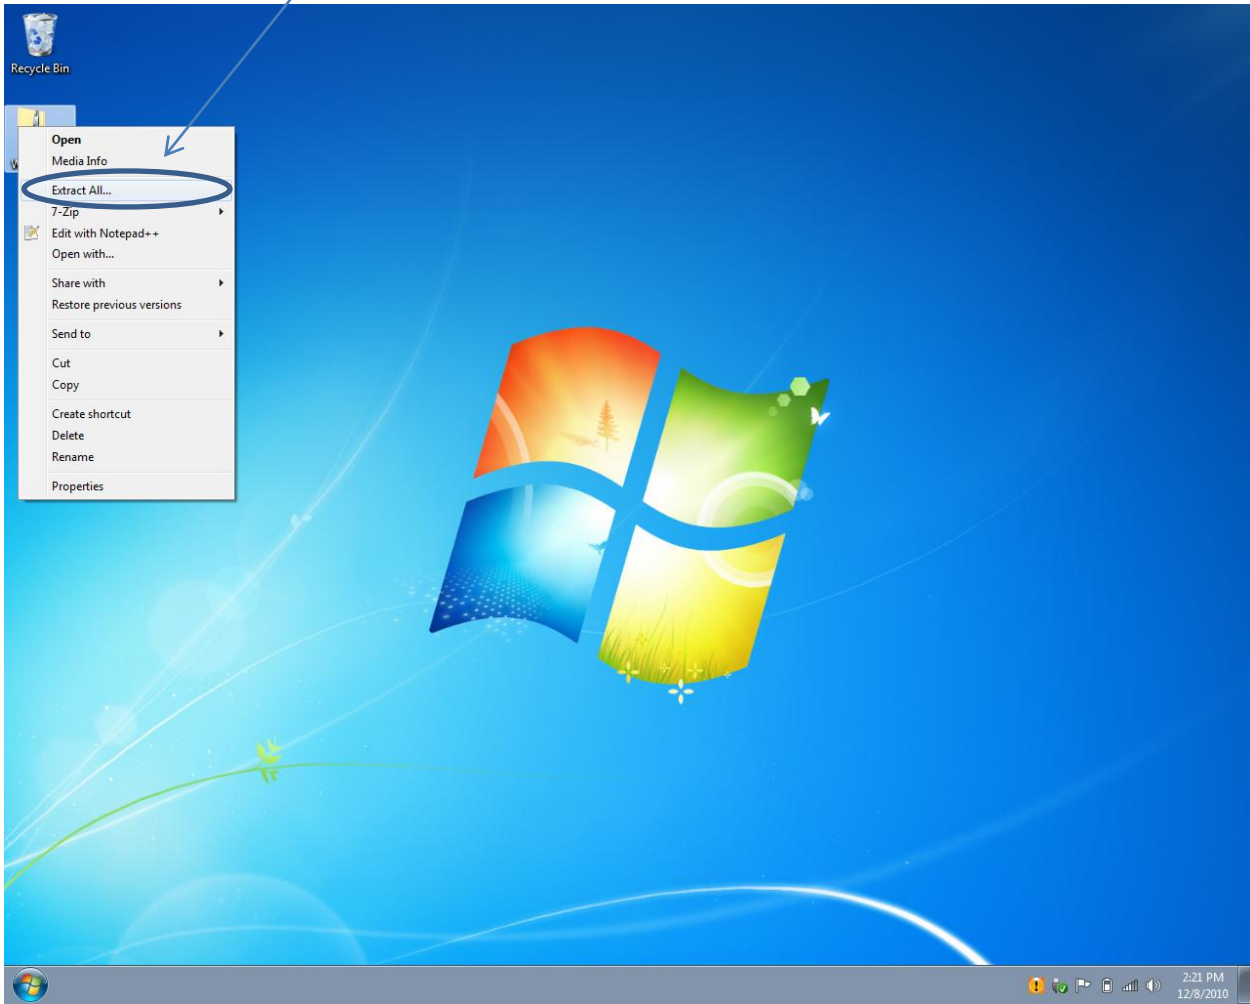 Recycle Bin
Open
Media Info
Extract All...
7-Zip
Edit with Notepad++
Open with...
Share with
Restore previous versions
Send to
Cut
Copy
Create shortcut
Delete
Rename
Properties
2:21 PM
12/8/2010